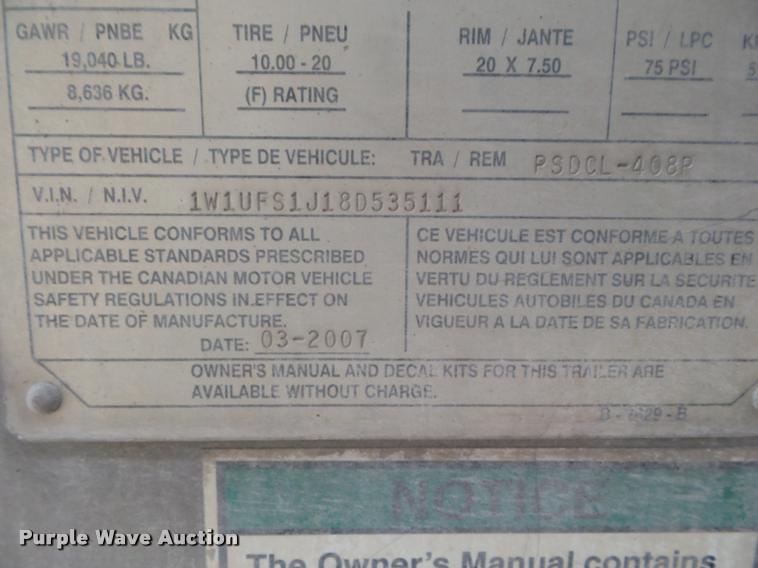 GAWR / PNBE KG TIRE / PNEU RIM / JANTE PSI / LPC
19,040 LB. 10.00 - 20 20 X 7.50 75 PSI
8,636 KG. (F) RATING
TYPE OF VEHICLE / TYPE DE VEHICULE: TRA / REM PSDCL-408P
V.I.N. / N.I.V. 1W1UFS1J18D535111
THIS VEHICLE CONFORMS TO ALL
APPLICABLE STANDARDS PRESCRIBED
UNDER THE CANADIAN MOTOR VEHICLE
SAFETY REGULATIONS IN EFFECT ON
THE DATE OF MANUFACTURE.
DATE: 03-2007
CE VEHICULE EST CONFORME A TOUTES
NORMES QUI LUI SONT APPLICABLES EN
VERTU DU REGLEMENT SUR LA SECURITE
VEHICULES AUTOBILES DU CANADA EN
VIGUEUR A LA DATE DE SA FABRICATION.
OWNER'S MANUAL AND DECAL KITS FOR THIS TRAILER ARE
AVAILABLE WITHOUT CHARGE.
NOTICE
The Owner's Manual contains
Purple Wave Auction